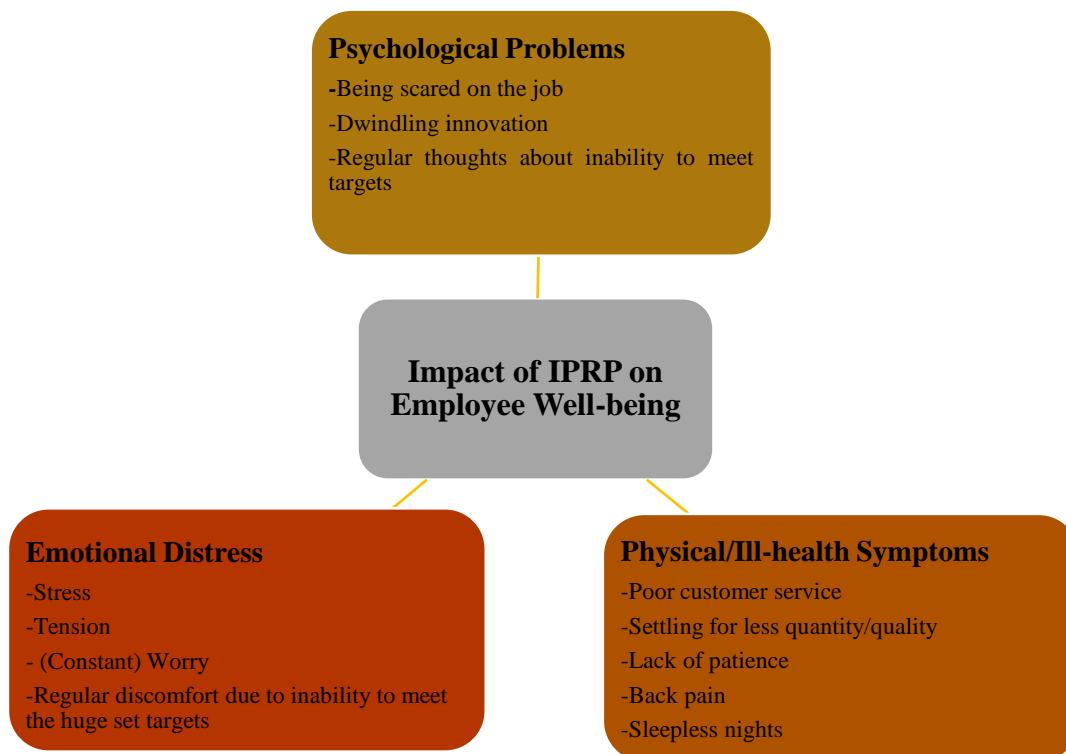 Psychological Problems
-Being scared on the job
-Dwindling innovation
-Regular thoughts about inability to meet
targets
Impact of IPRP on
Employee Well-being
Emotional Distress
-Stress
-Tension
- (Constant) Worry
-Regular discomfort due to inability to meet
the huge set targets
Physical/Ill-health Symptoms
-Poor customer service
-Settling for less quantity/quality
-Lack of patience
-Back pain
-Sleepless nights